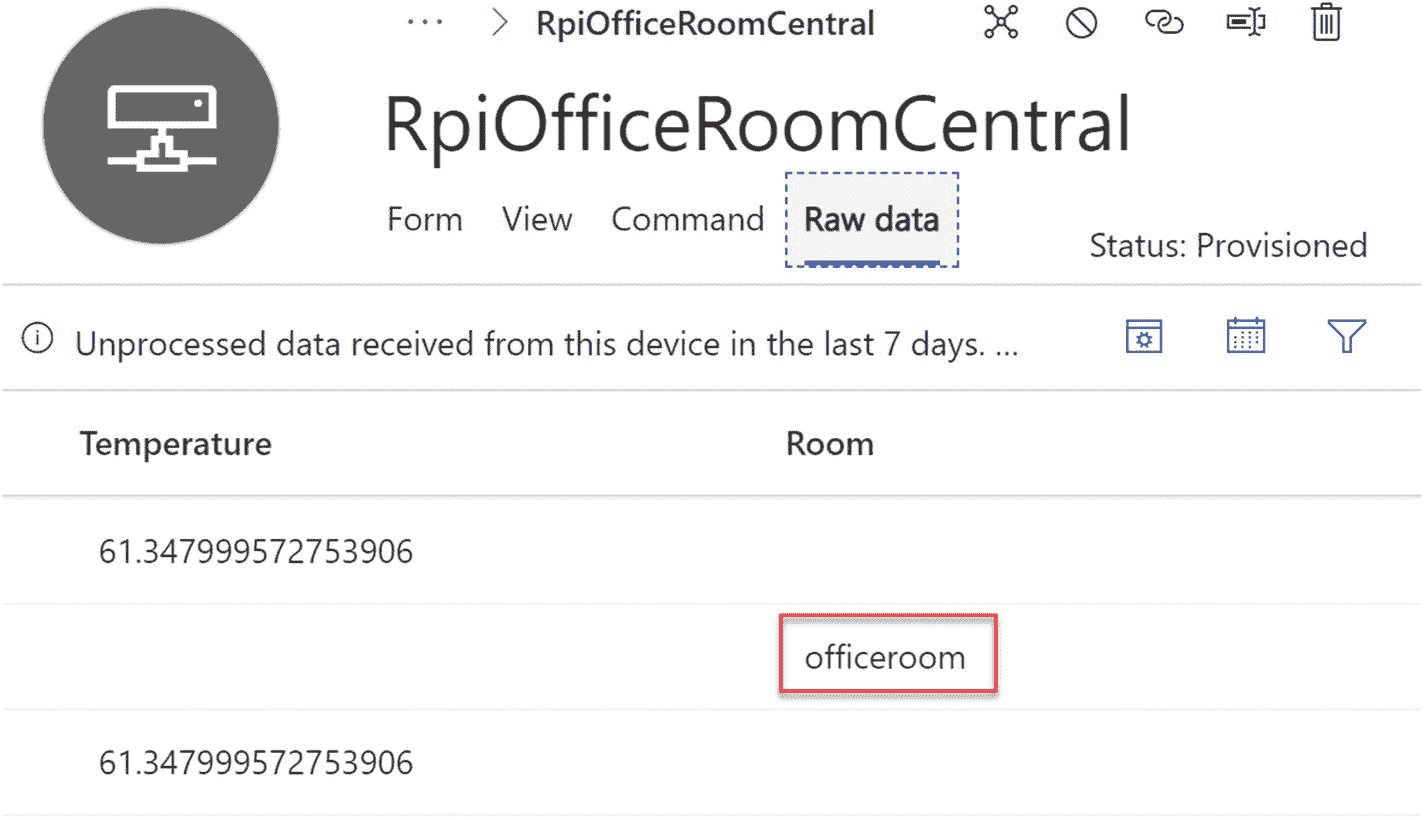 ... > RpiOfficeRoomCentral
RpiOfficeRoomCentral
Form View Command Raw data
Status: Provisioned
Unprocessed data received from this device in the last 7 days. ...
Temperature Room
61.347999572753906
officeroom
61.347999572753906